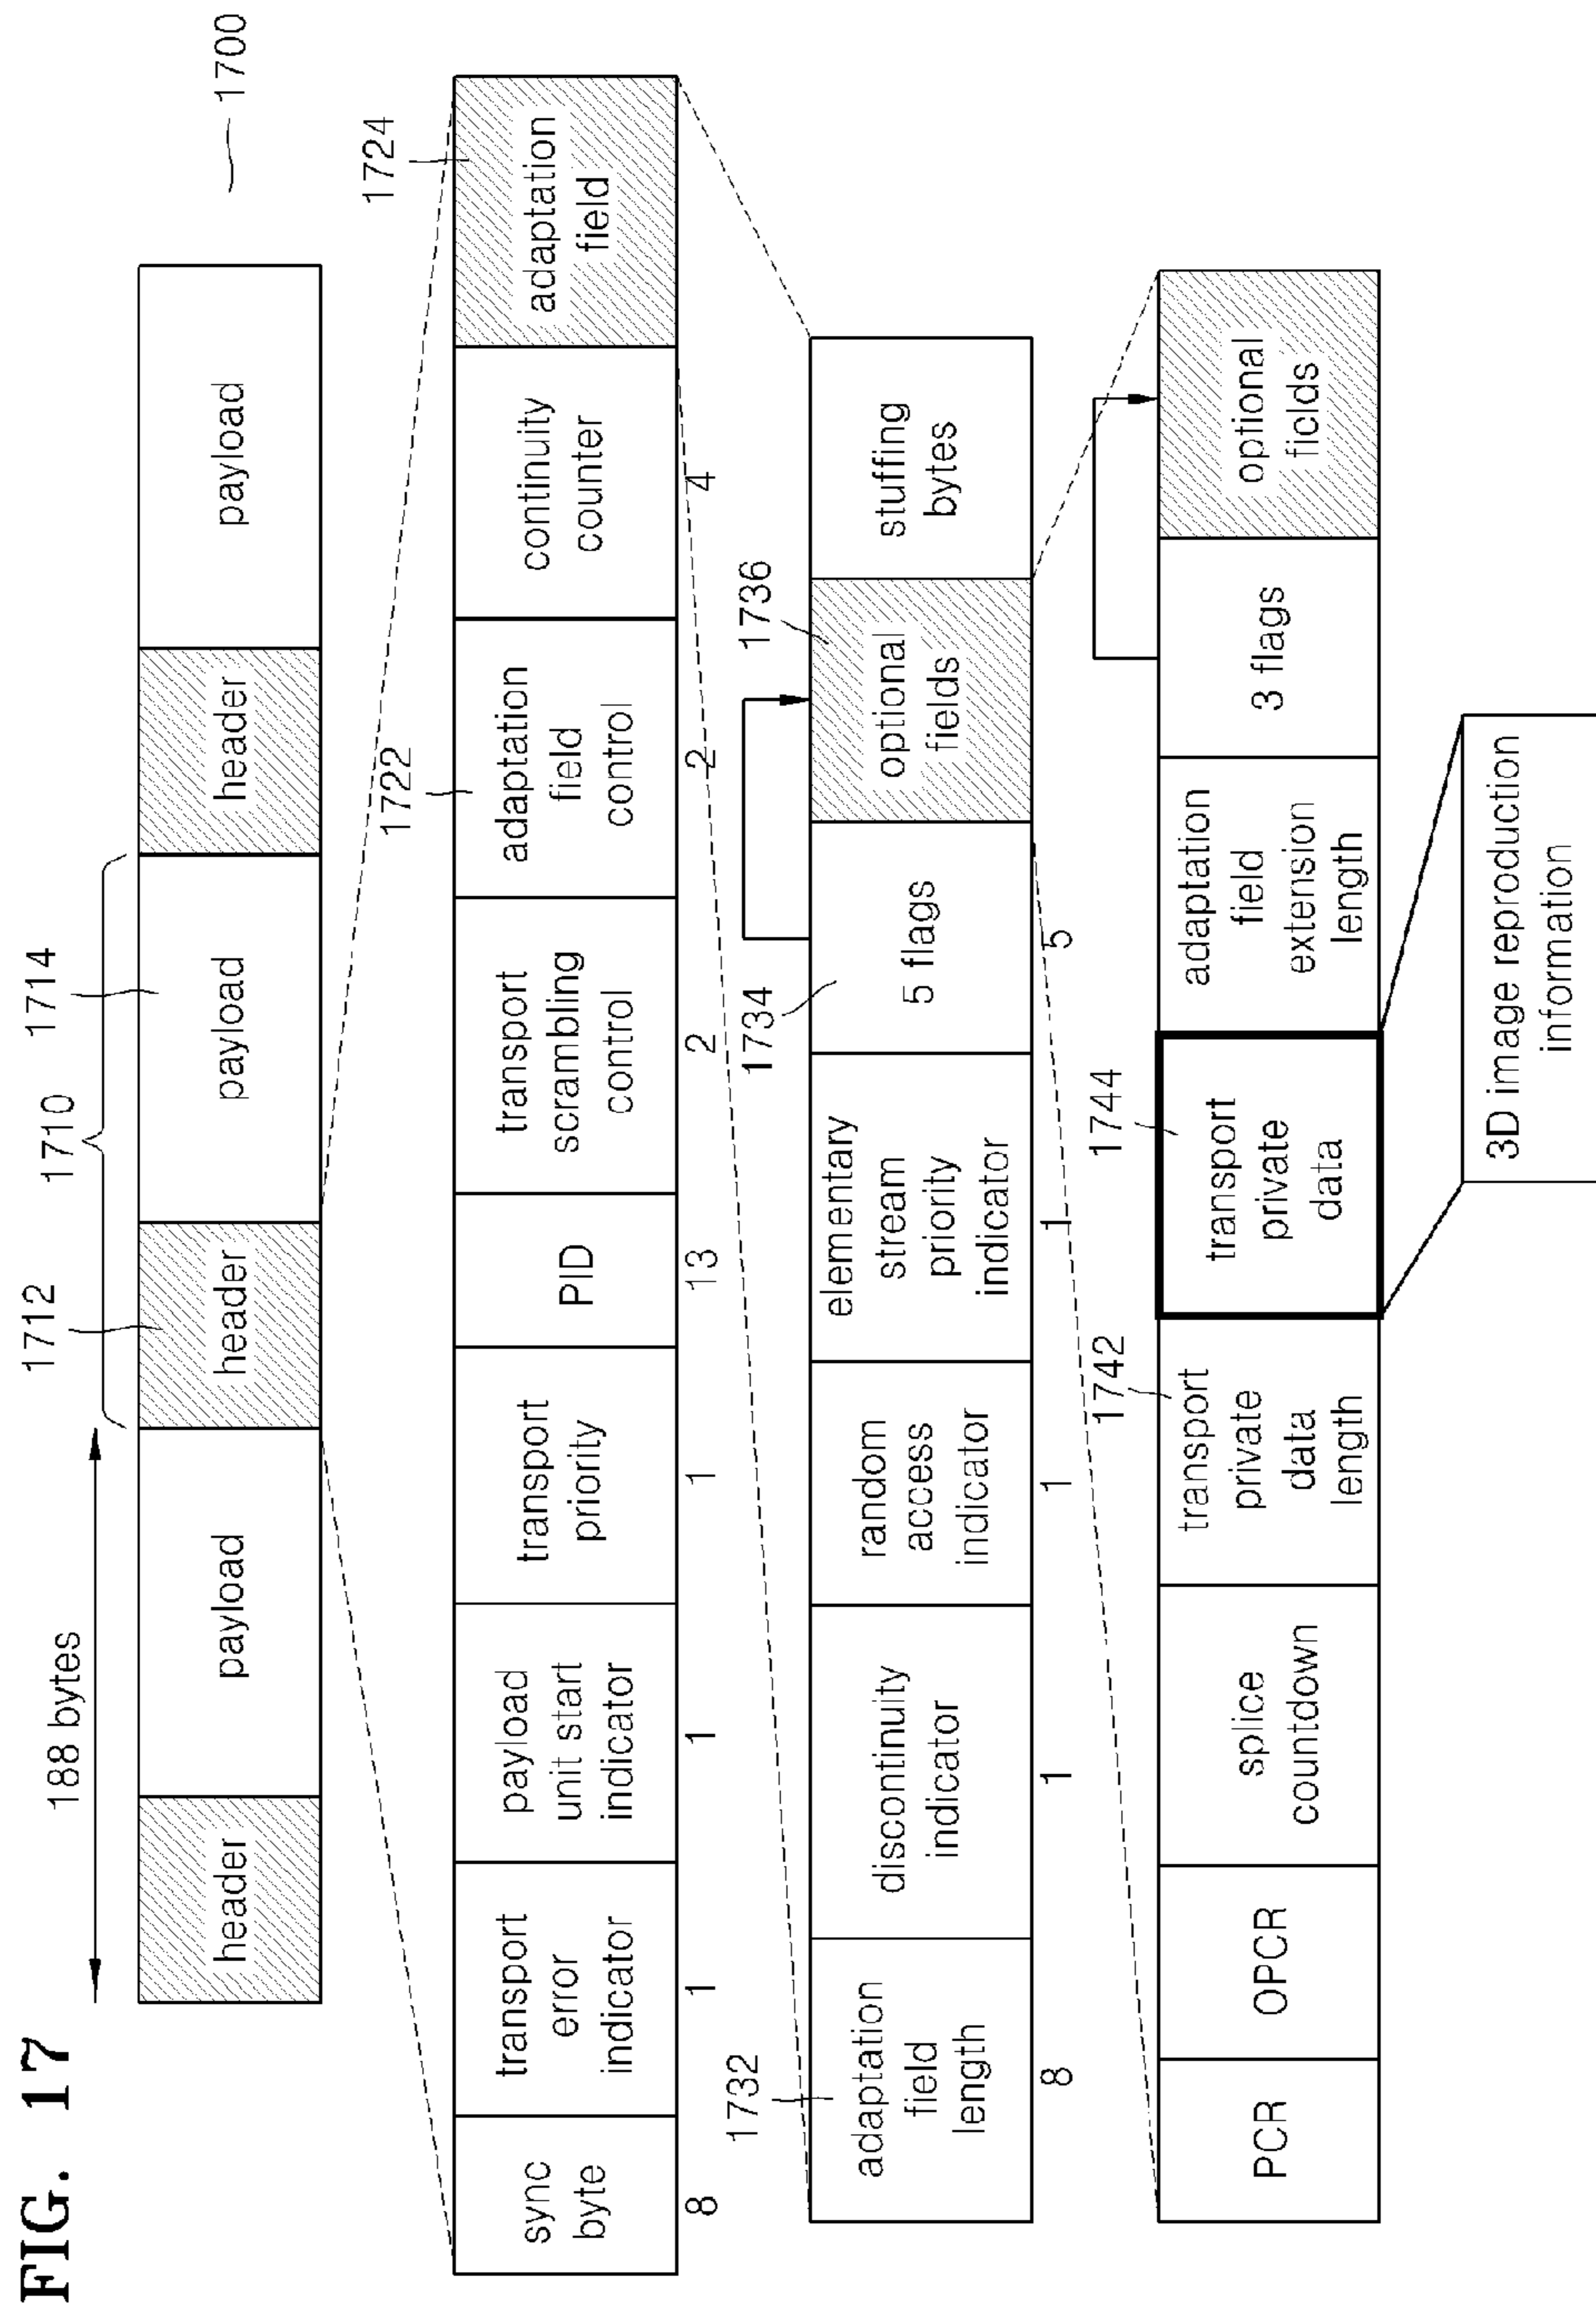 FIG. 17
188 bytes
1710
1712
1714
1700
header
payload
header
payload
header
payload
1722
1724
sync
byte
transport
error
indicator
payload
unit start
indicator
transport
priority
PID
transport
scrambling
control
adaptation
field
control
continuity
counter
adaptation
field
8
1
1
1
13
2
2
4
1732
1734
1736
adaptation
field
length
discontinuity
indicator
random
access
indicator
elementary
stream
priority
indicator
5 flags
optional
fields
stuffing
bytes
8
1
1
1
5
1742
1744
PCR
OPCR
splice
countdown
transport
private
data
length
transport
private
data
adaptation
field
extension
length
3 flags
optional
fields
3D image reproduction
information